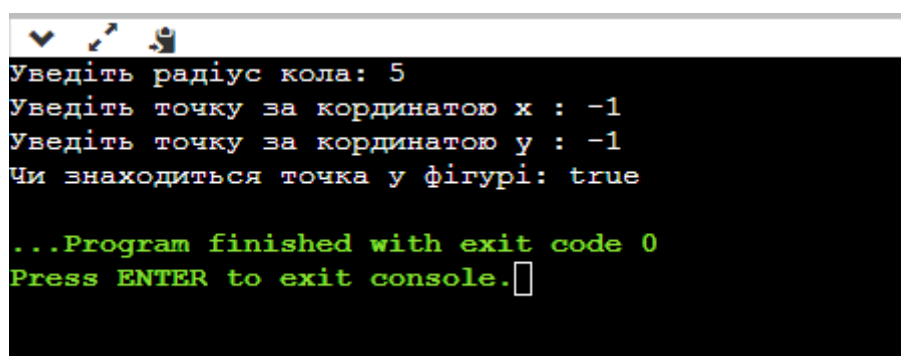 Уведіть радіус кола: 5
Уведіть точку за кординатою x : -1
Уведіть точку за кординатою y : -1
Чи знаходиться точка у фігурі: true
...Program finished with exit code 0
Press ENTER to exit console.